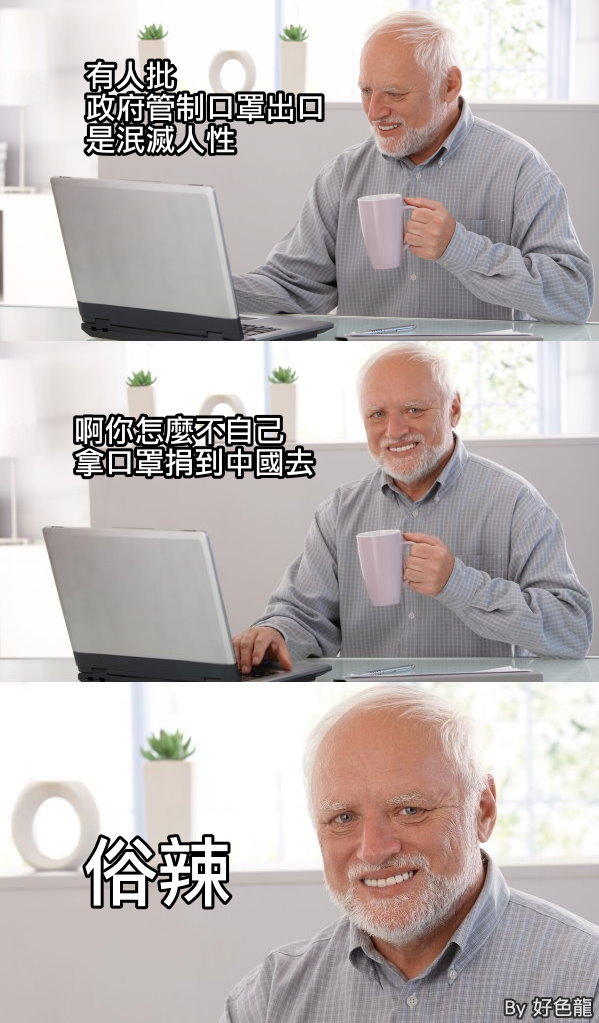 有人批
政府管制口罩出口
是泯滅人性
啊你怎麼不自己
拿口罩捐到中國去
俗辣
By 好色龍